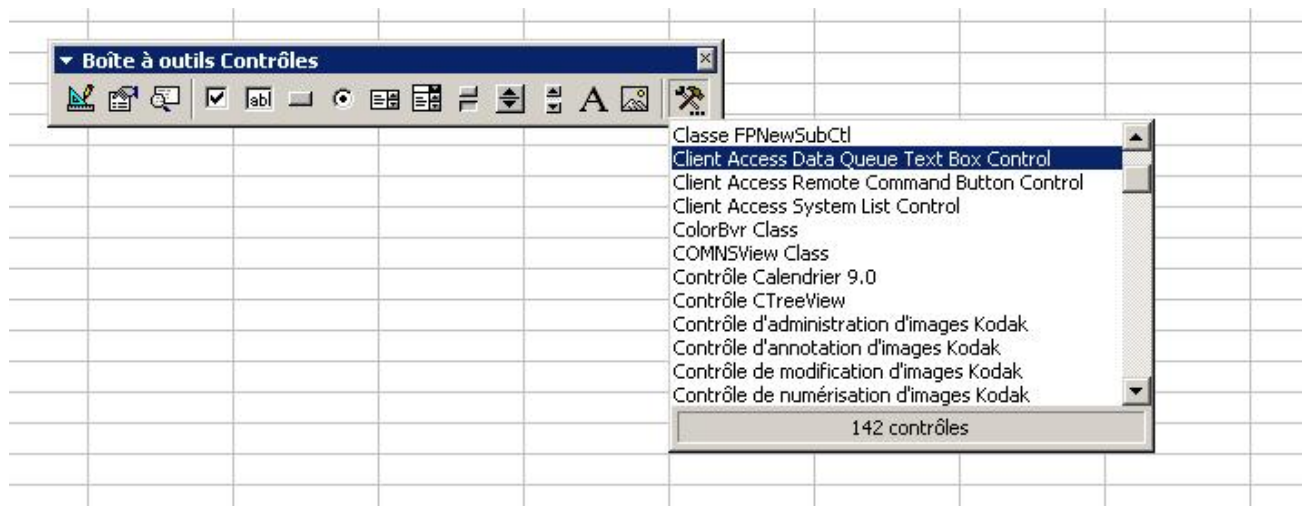 Boîte à outils Contrôles
abl A
Classe FPNewSubCtl
Client Access Data Queue Text Box Control
Client Access Remote Command Button Control
Client Access System List Control
ColorBvr Class
COMNSView Class
Contrôle Calendrier 9.0
Contrôle CTreeView
Contrôle d'administration d'images Kodak
Contrôle d'annotation d'images Kodak
Contrôle de modification d'images Kodak
Contrôle de numérisation d'images Kodak
142 contrôles